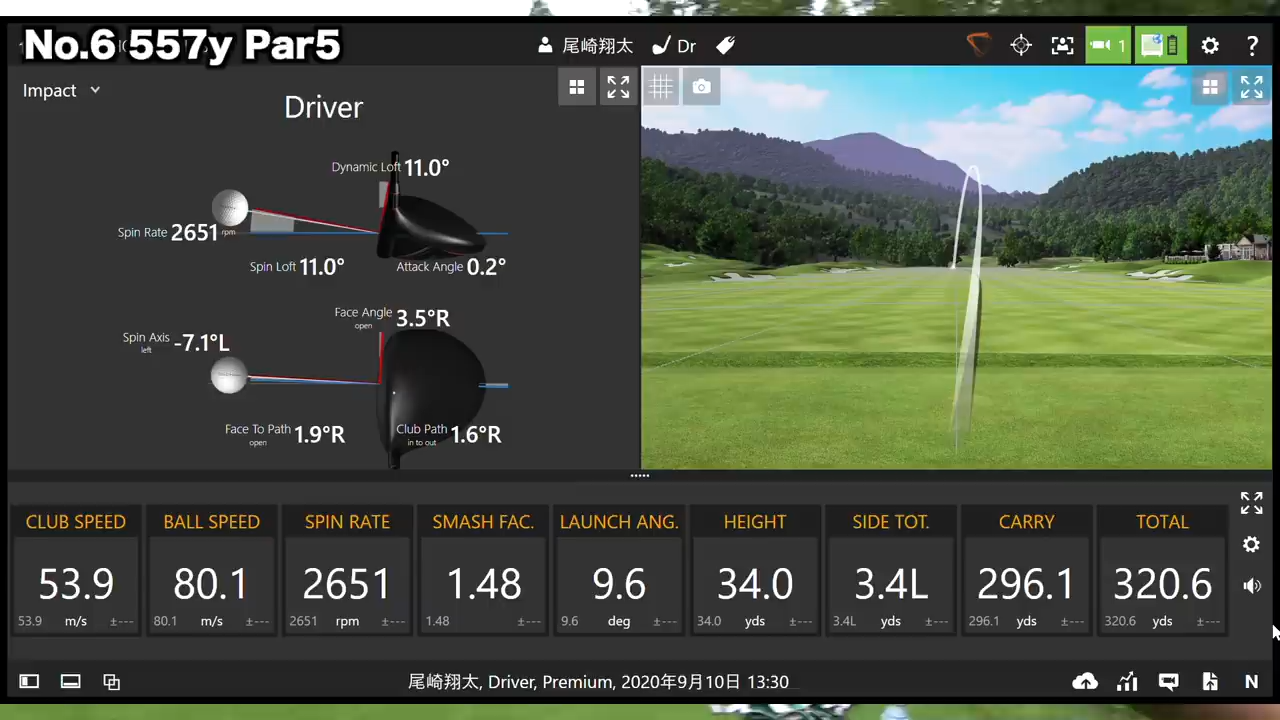 No.6 557y Par5
尾崎翔太
Dr
1
?
Impact
Driver
Dynamic Loft 11.0°
Spin Rate 2651 rpm
Spin Loft 11.0°
Attack Angle 0.2°
Face Angle 3.5°R
open
Spin Axis -7.1°L
left
Face To Path 1.9°R
open
Club Path 1.6°R
in to out
CLUB SPEED BALL SPEED SPIN RATE SMASH FAC. LAUNCH ANG. HEIGHT SIDE TOT. CARRY TOTAL
53.9 80.1 2651 1.48 9.6 34.0 3.4L 296.1 320.6
53.9 m/s ±--- 80.1 m/s ±--- 2651 rpm ±--- 1.48 ±--- 9.6 deg ±--- 34.0 yds ±--- 3.4L yds ±--- 296.1 yds ±--- 320.6 yds ±---
尾崎翔太, Driver, Premium, 2020年9月10日 13:30
N